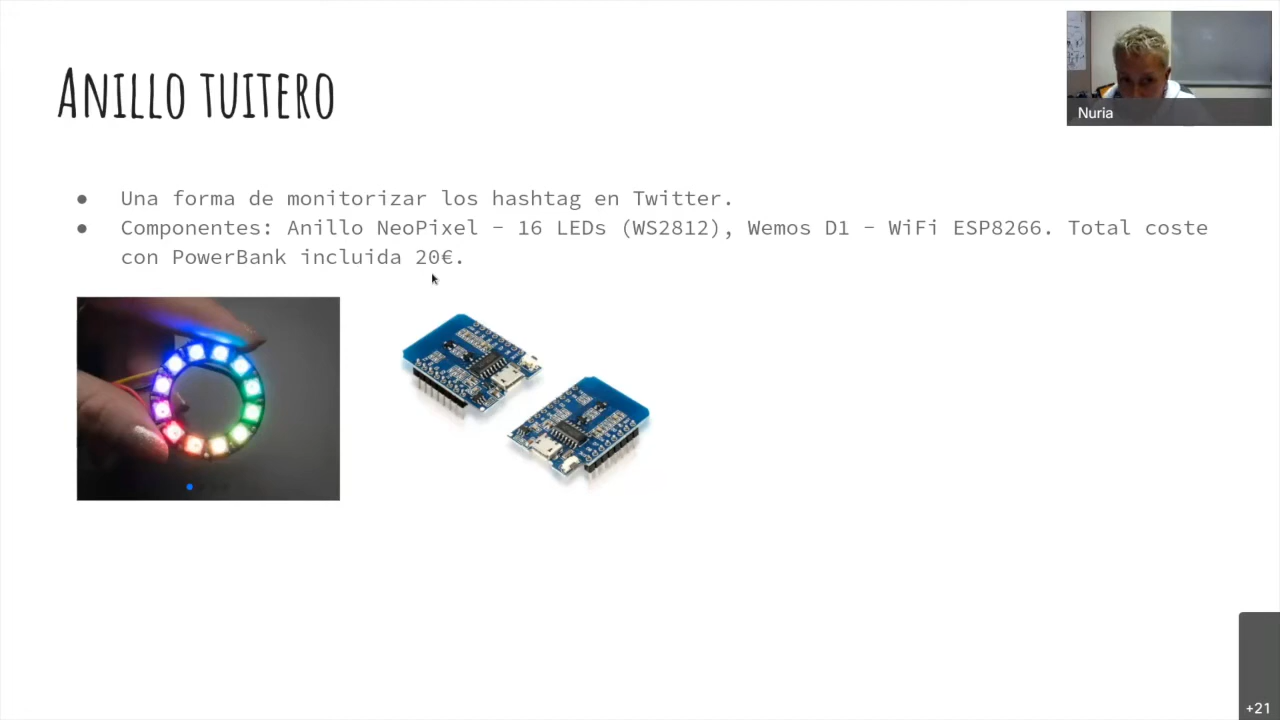 ANILLO TUITERO
Nuria
● Una forma de monitorizar los hashtag en Twitter.
● Componentes: Anillo NeoPixel - 16 LEDs (WS2812), Wemos D1 - WiFi ESP8266. Total coste
con PowerBank incluida 20€.
+21